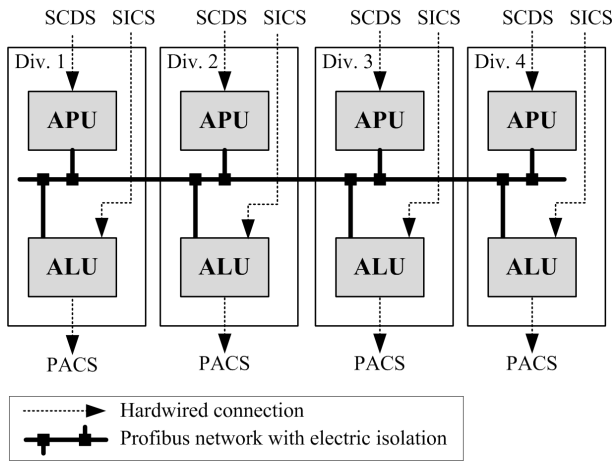 SCDS SICS SCDS SICS SCDS SICS SCDS SICS
Div. 1 Div. 2 Div. 3 Div. 4
APU APU APU APU
ALU ALU ALU ALU
PACS PACS PACS PACS
Hardwired connection
Profibus network with electric isolation